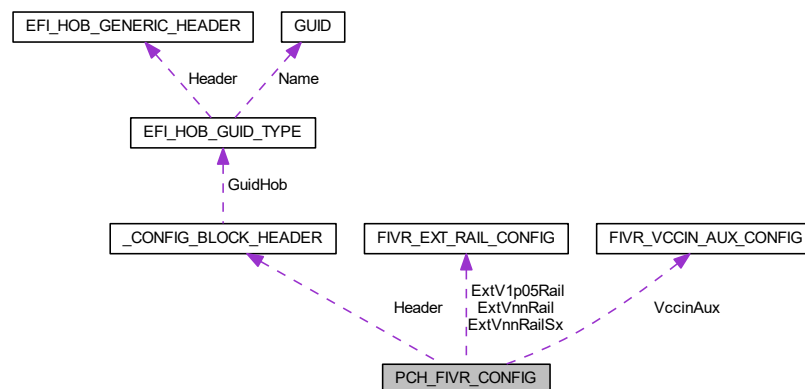 EFI_HOB_GENERIC_HEADER
GUID
Header
Name
EFI_HOB_GUID_TYPE
GuidHob
_CONFIG_BLOCK_HEADER
FIVR_EXT_RAIL_CONFIG
FIVR_VCCIN_AUX_CONFIG
Header
ExtV1p05Rail
ExtVnnRail
ExtVnnRailSx
VccinAux
PCH_FIVR_CONFIG